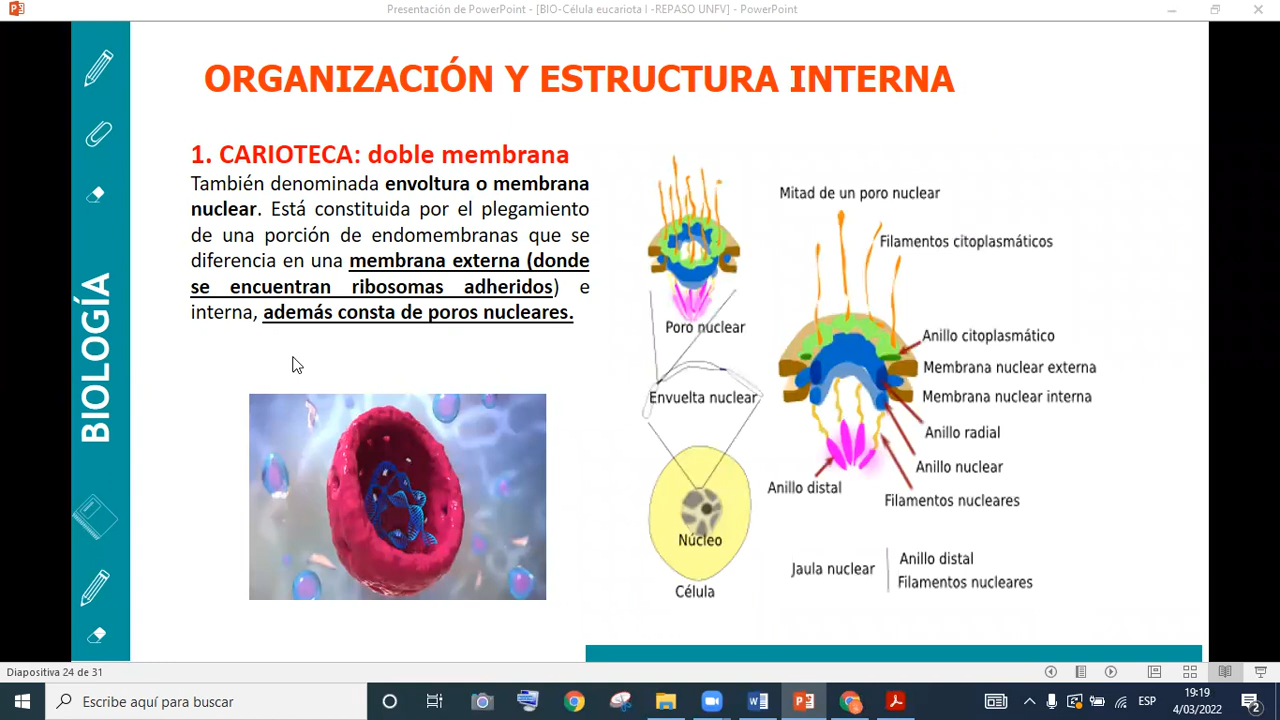 Presentación de PowerPoint - [BIO-Célula eucariota I -REPASO UNFV] - PowerPoint
ORGANIZACIÓN Y ESTRUCTURA INTERNA
BIOLOGÍA
1. CARIOTECA: doble membrana
También denominada envoltura o membrana
nuclear. Está constituida por el plegamiento
de una porción de endomembranas que se
diferencia en una membrana externa (donde
se encuentran ribosomas adheridos) e
interna, además consta de poros nucleares.
Poro nuclear
Envuelta nuclear
Núcleo
Célula
Mitad de un poro nuclear
Filamentos citoplasmáticos
Anillo citoplasmático
Membrana nuclear externa
Membrana nuclear interna
Anillo radial
Anillo nuclear
Anillo distal
Filamentos nucleares
Jaula nuclear
Anillo distal
Filamentos nucleares
Diapositiva 24 de 31
Escribe aquí para buscar
ESP
19:19
4/03/2022
2